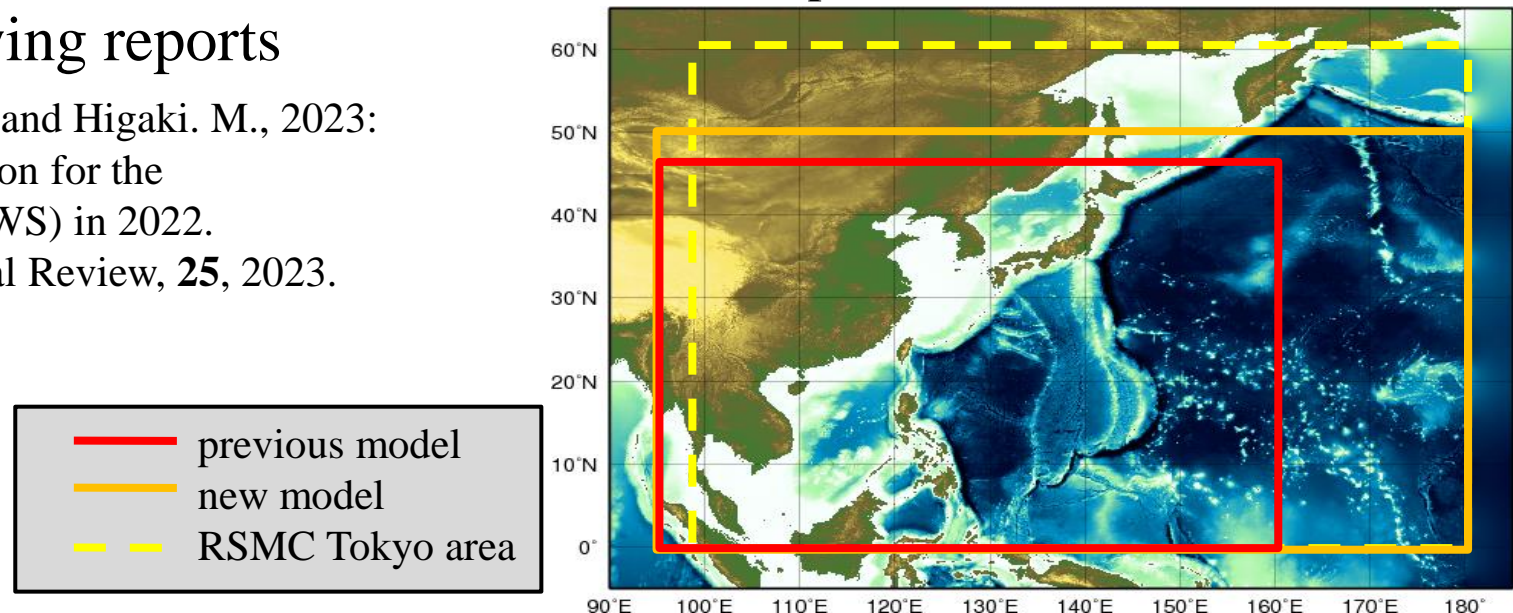 ing reports
and Higaki. M., 2023:
on for the
WS) in 2022.
al Review, 25, 2023.
previous model
new model
RSMC Tokyo area
60°N
50°N
40°N
30°N
20°N
10°N
0°
90°E 100°E 110°E 120°E 130°E 140°E 150°E 160°E 170°E 180°